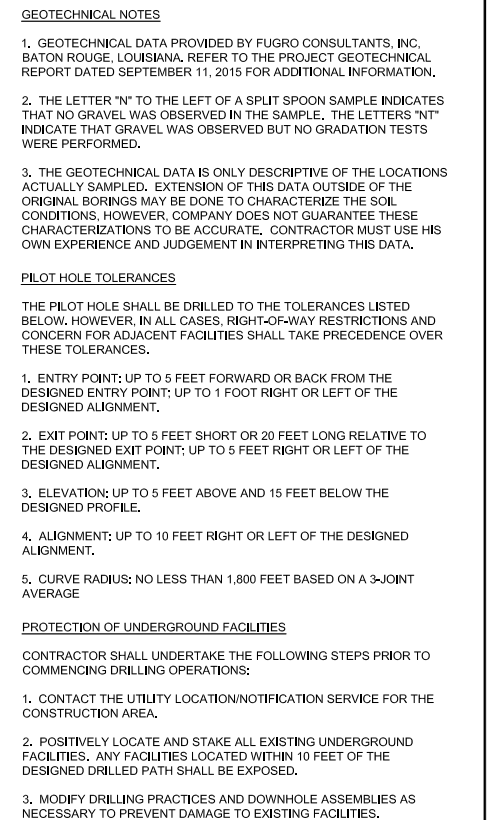 GEOTECHNICAL NOTES
1. GEOTECHNICAL DATA PROVIDED BY FUGRO CONSULTANTS, INC,
BATON ROUGE, LOUISIANA. REFER TO THE PROJECT GEOTECHNICAL
REPORT DATED SEPTEMBER 11, 2015 FOR ADDITIONAL INFORMATION.
2. THE LETTER "N" TO THE LEFT OF A SPLIT SPOON SAMPLE INDICATES
THAT NO GRAVEL WAS OBSERVED IN THE SAMPLE. THE LETTERS "NT"
INDICATE THAT GRAVEL WAS OBSERVED BUT NO GRADATION TESTS
WERE PERFORMED.
3. THE GEOTECHNICAL DATA IS ONLY DESCRIPTIVE OF THE LOCATIONS
ACTUALLY SAMPLED. EXTENSION OF THIS DATA OUTSIDE OF THE
ORIGINAL BORINGS MAY BE DONE TO CHARACTERIZE THE SOIL
CONDITIONS, HOWEVER, COMPANY DOES NOT GUARANTEE THESE
CHARACTERIZATIONS TO BE ACCURATE. CONTRACTOR MUST USE HIS
OWN EXPERIENCE AND JUDGEMENT IN INTERPRETING THIS DATA.
PILOT HOLE TOLERANCES
THE PILOT HOLE SHALL BE DRILLED TO THE TOLERANCES LISTED
BELOW. HOWEVER, IN ALL CASES, RIGHT-OF-WAY RESTRICTIONS AND
CONCERN FOR ADJACENT FACILITIES SHALL TAKE PRECEDENCE OVER
THESE TOLERANCES.
1. ENTRY POINT: UP TO 5 FEET FORWARD OR BACK FROM THE
DESIGNED ENTRY POINT; UP TO 1 FOOT RIGHT OR LEFT OF THE
DESIGNED ALIGNMENT.
2. EXIT POINT: UP TO 5 FEET SHORT OR 20 FEET LONG RELATIVE TO
THE DESIGNED EXIT POINT; UP TO 5 FEET RIGHT OR LEFT OF THE
DESIGNED ALIGNMENT.
3. ELEVATION: UP TO 5 FEET ABOVE AND 15 FEET BELOW THE
DESIGNED PROFILE.
4. ALIGNMENT: UP TO 10 FEET RIGHT OR LEFT OF THE DESIGNED
ALIGNMENT.
5. CURVE RADIUS: NO LESS THAN 1,800 FEET BASED ON A 3-JOINT
AVERAGE
PROTECTION OF UNDERGROUND FACILITIES
CONTRACTOR SHALL UNDERTAKE THE FOLLOWING STEPS PRIOR TO
COMMENCING DRILLING OPERATIONS:
1. CONTACT THE UTILITY LOCATION/NOTIFICATION SERVICE FOR THE
CONSTRUCTION AREA.
2. POSITIVELY LOCATE AND STAKE ALL EXISTING UNDERGROUND
FACILITIES. ANY FACILITIES LOCATED WITHIN 10 FEET OF THE
DESIGNED DRILLED PATH SHALL BE EXPOSED.
3. MODIFY DRILLING PRACTICES AND DOWNHOLE ASSEMBLIES AS
NECESSARY TO PREVENT DAMAGE TO EXISTING FACILITIES.